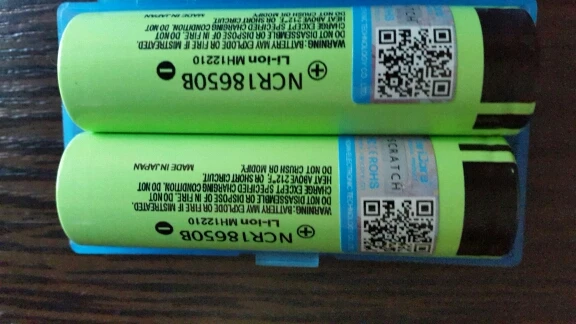 NCR18650B
Li-ion MH12210
WARNING: BATTERY MAY EXPLODE OR FIRE IF MISTREATED.
DO NOT DISASSEMBLE OR DISPOSE OF IN FIRE. DO NOT
CHARGE EXCEPT SPECIFIED CHARGING CONDITION.
HEAT ABOVE 212°F. OR SHORT CIRCUIT.
DO NOT CRUSH OR MODIFY.
MADE IN JAPAN
SCRATCH
NCR18650B
Li-ion MH12210
WARNING: BATTERY MAY EXPLODE OR FIRE IF MISTREATED.
DO NOT DISASSEMBLE OR DISPOSE OF IN FIRE. DO NOT
CHARGE EXCEPT SPECIFIED CHARGING CONDITION.
HEAT ABOVE 212°F. OR SHORT CIRCUIT.
DO NOT CRUSH OR MODIFY.
MADE IN JAPAN
SCRATCH
ROHS